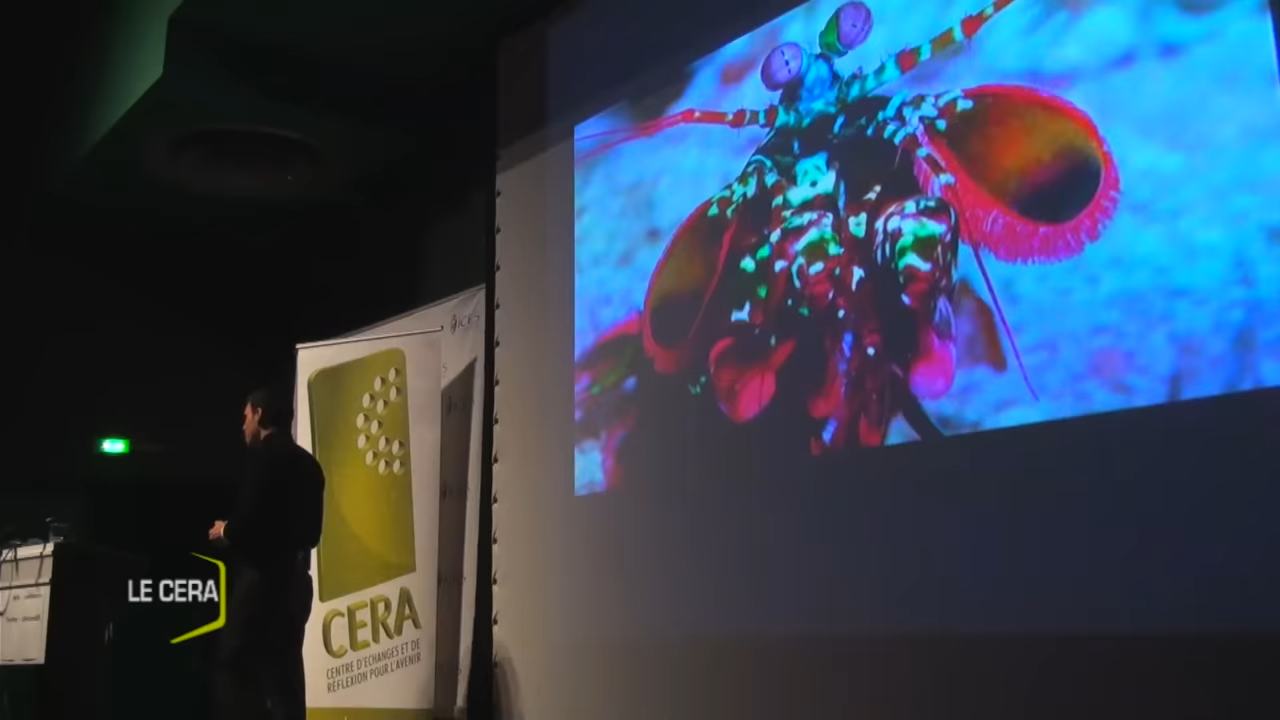 LE CERA
CERA
CENTRE D'ECHANGES ET DE
RÉFLEXION POUR L'AVENIR